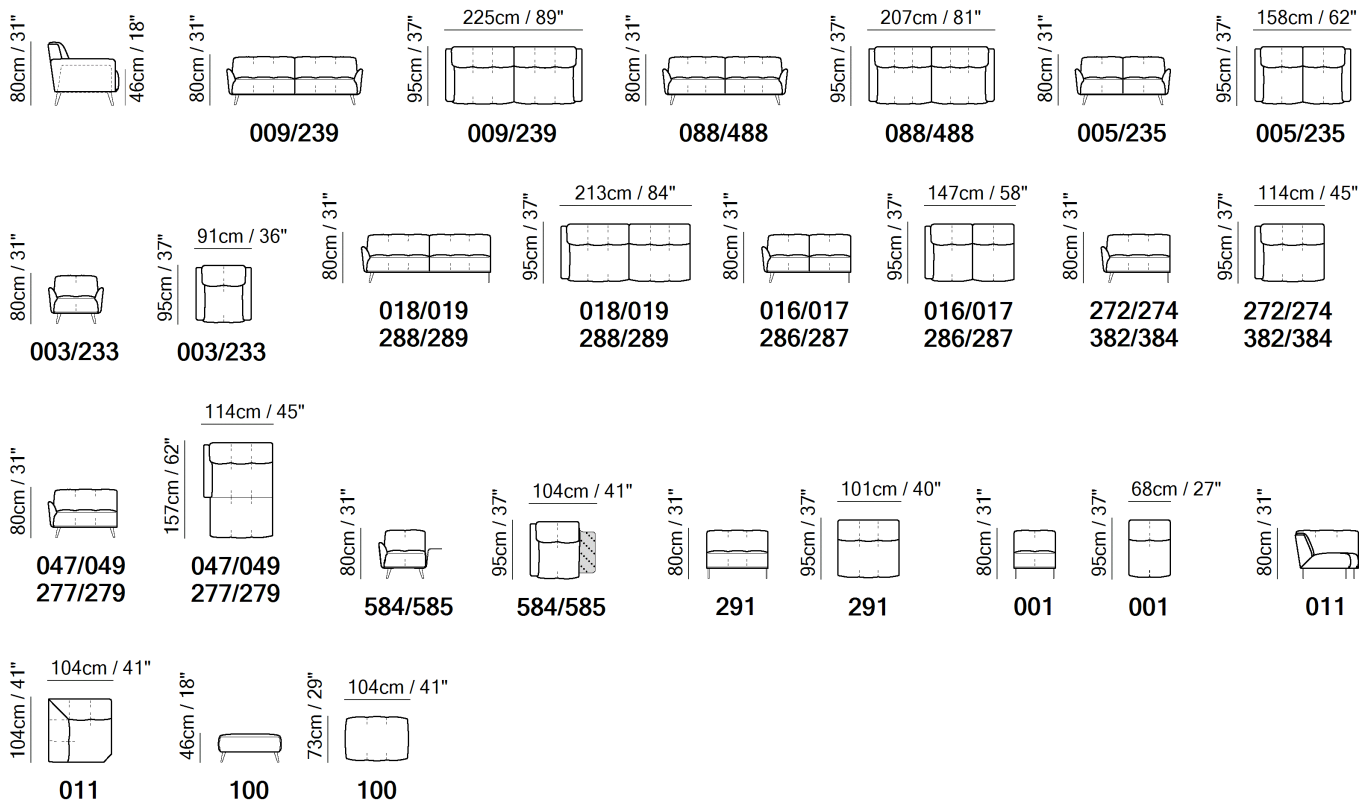 80cm / 31"
46cm / 18"
80cm / 31"
009/239
95cm / 37"
225cm / 89"
009/239
80cm / 31"
088/488
95cm / 37"
207cm / 81"
088/488
80cm / 31"
005/235
95cm / 37"
158cm / 62"
005/235
80cm / 31"
003/233
95cm / 37"
91cm / 36"
003/233
80cm / 31"
018/019
288/289
95cm / 37"
213cm / 84"
018/019
288/289
80cm / 31"
016/017
286/287
95cm / 37"
147cm / 58"
016/017
286/287
80cm / 31"
272/274
382/384
95cm / 37"
114cm / 45"
272/274
382/384
80cm / 31"
047/049
277/279
157cm / 62"
114cm / 45"
047/049
277/279
80cm / 31"
584/585
95cm / 37"
104cm / 41"
584/585
80cm / 31"
291
95cm / 37"
101cm / 40"
291
80cm / 31"
001
95cm / 37"
68cm / 27"
001
80cm / 31"
011
104cm / 41"
104cm / 41"
011
46cm / 18"
100
73cm / 29"
104cm / 41"
100